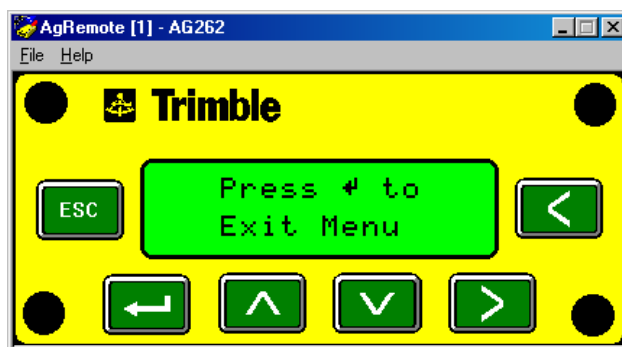 AgRemote [1] - AG262
File Help
Trimble
Press ↵ to
Exit Menu
ESC